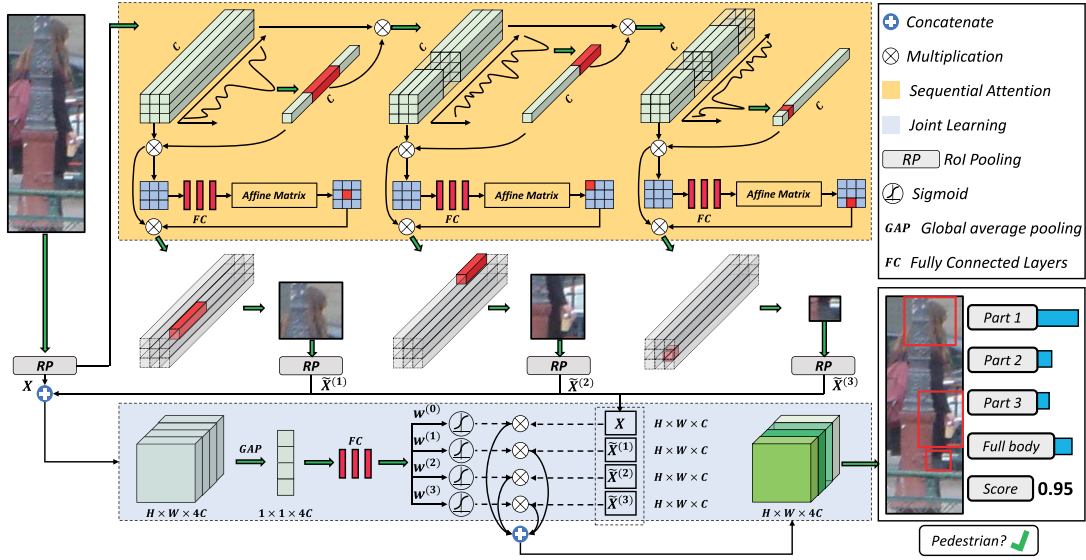 C
C
C
C
C
C
FC
Affine Matrix
FC
Affine Matrix
FC
Affine Matrix
Concatenate
Multiplication
Sequential Attention
Joint Learning
RP RoI Pooling
Sigmoid
GAP Global average pooling
FC Fully Connected Layers
RP
RP
RP
RP
X
X̃(1)
X̃(2)
X̃(3)
GAP
FC
W(0)
W(1)
W(2)
W(3)
X H × W × C
X̃(1) H × W × C
X̃(2) H × W × C
X̃(3) H × W × C
H × W × 4C
1 × 1 × 4C
H × W × 4C
Part 1
Part 2
Part 3
Full body
Score 0.95
Pedestrian?